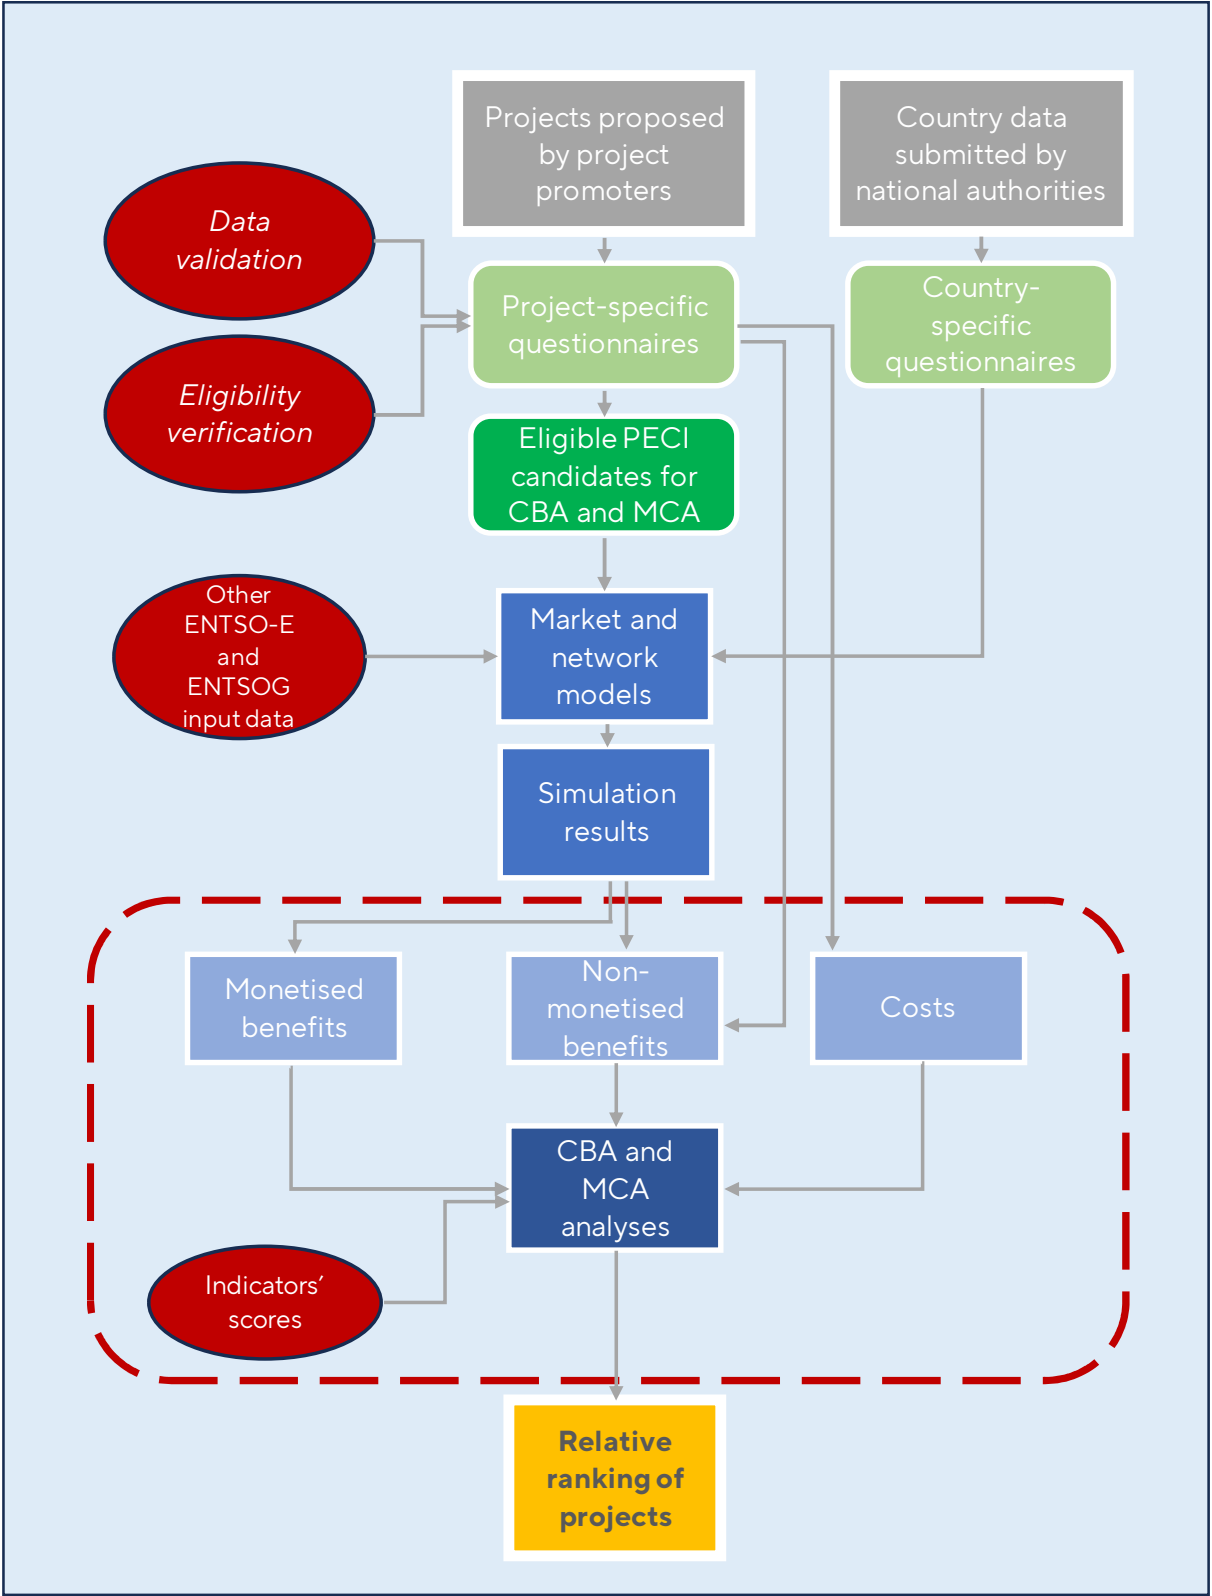 Projects proposed
by project
promoters
Country data
submitted by
national authorities
Data
validation
Project-specific
questionnaires
Country-
specific
questionnaires
Eligibility
verification
Eligible PECI
candidates for
CBA and MCA
Other
ENTSO-E
and
ENTSOG
input data
Market and
network
models
Simulation
results
Monetised
benefits
Non-
monetised
benefits
Costs
CBA and
MCA
analyses
Indicators’
scores
Relative
ranking of
projects